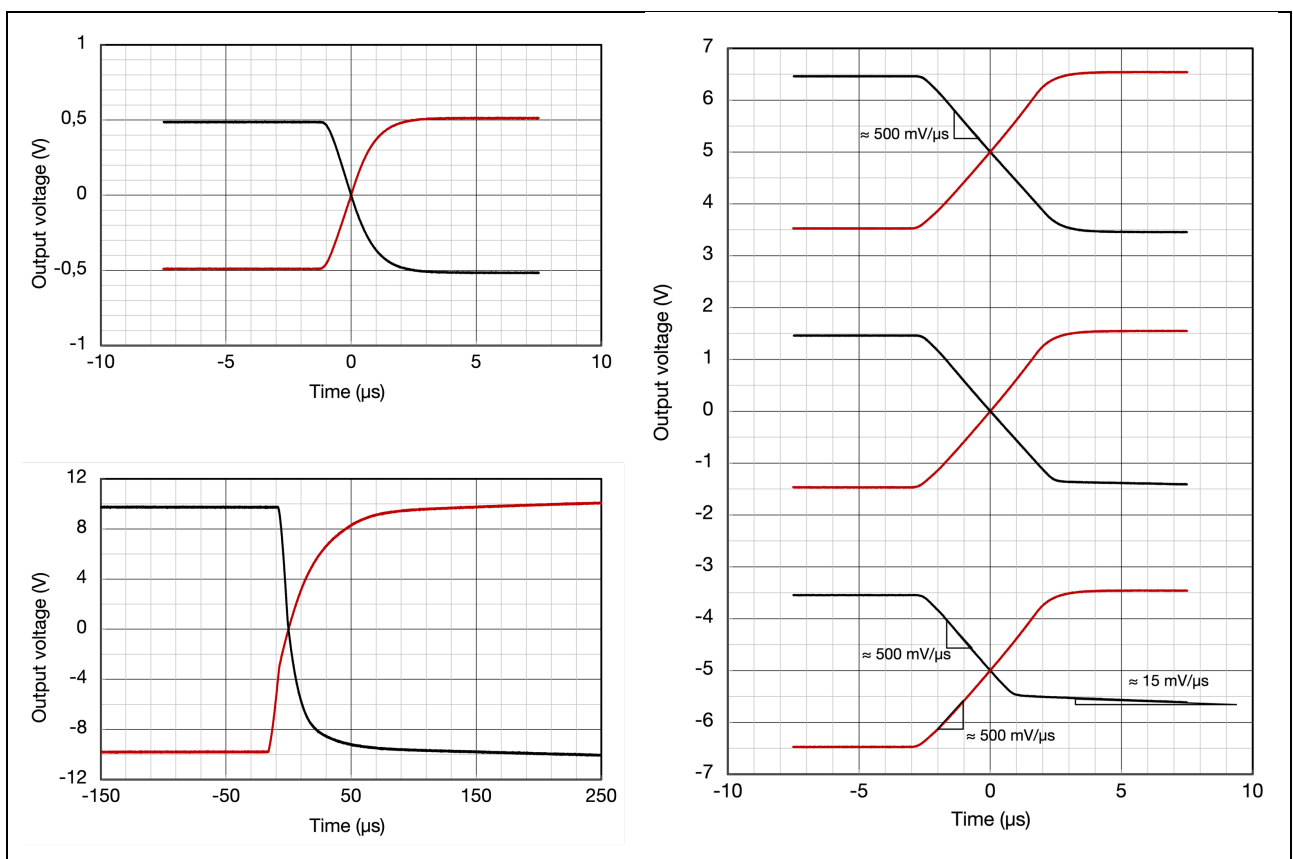 1
0,5
0
-0,5
-1
Output voltage (V)
-10 -5 0 5 10
Time (µs)
12
8
4
0
-4
-8
-12
Output voltage (V)
-150 -50 50 150 250
Time (µs)
7
6
5
4
3
2
1
0
-1
-2
-3
-4
-5
-6
-7
Output voltage (V)
≈ 500 mV/µs
≈ 500 mV/µs
≈ 15 mV/µs
≈ 500 mV/µs
-10 -5 0 5 10
Time (µs)